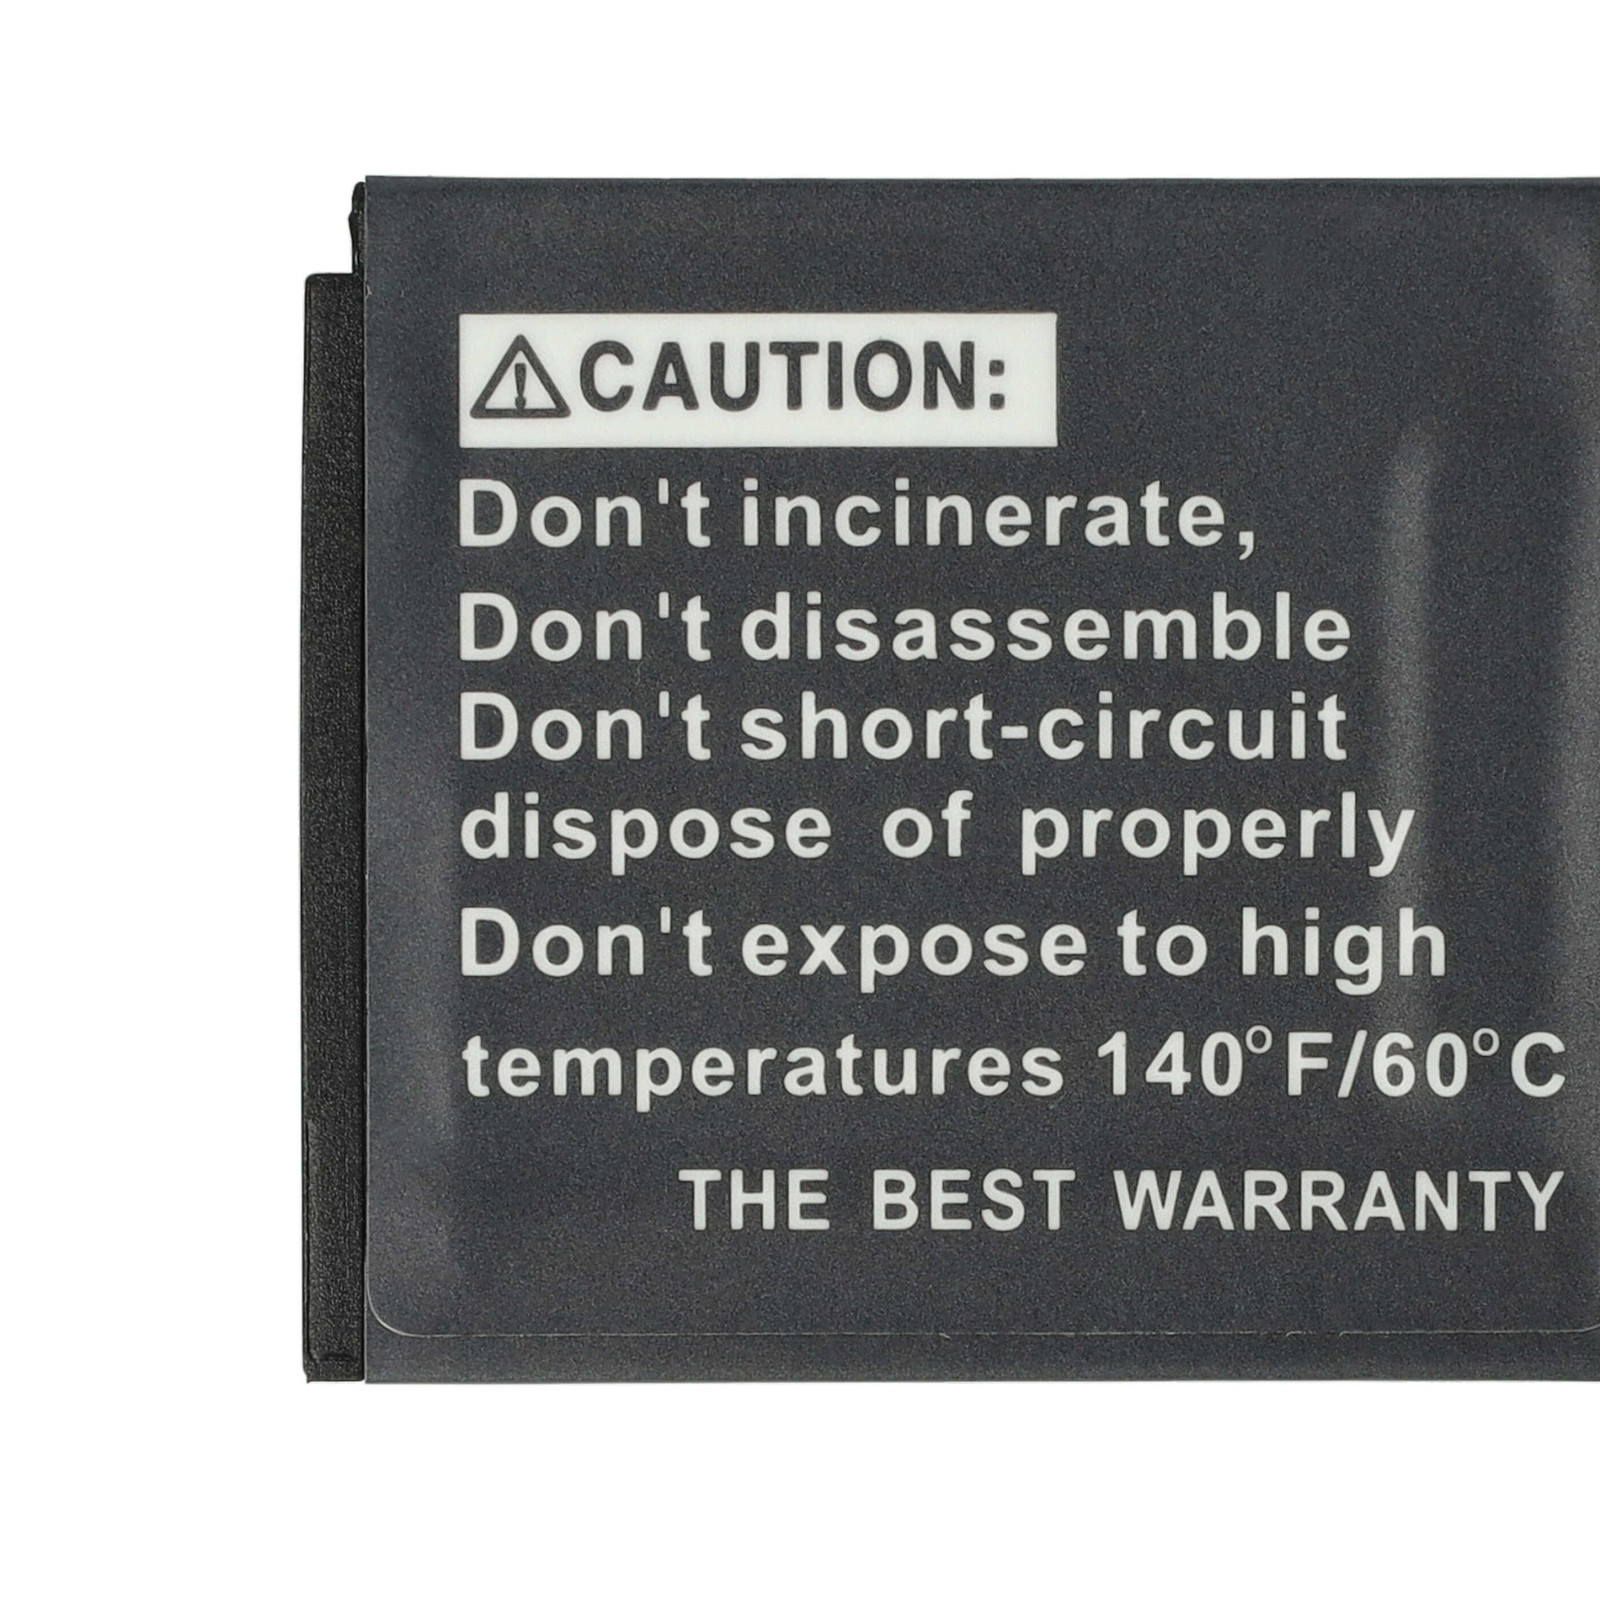 CAUTION:
Don't incinerate,
Don't disassemble
Don't short-circuit
dispose of properly
Don't expose to high
temperatures 140°F/60°C
THE BEST WARRANTY